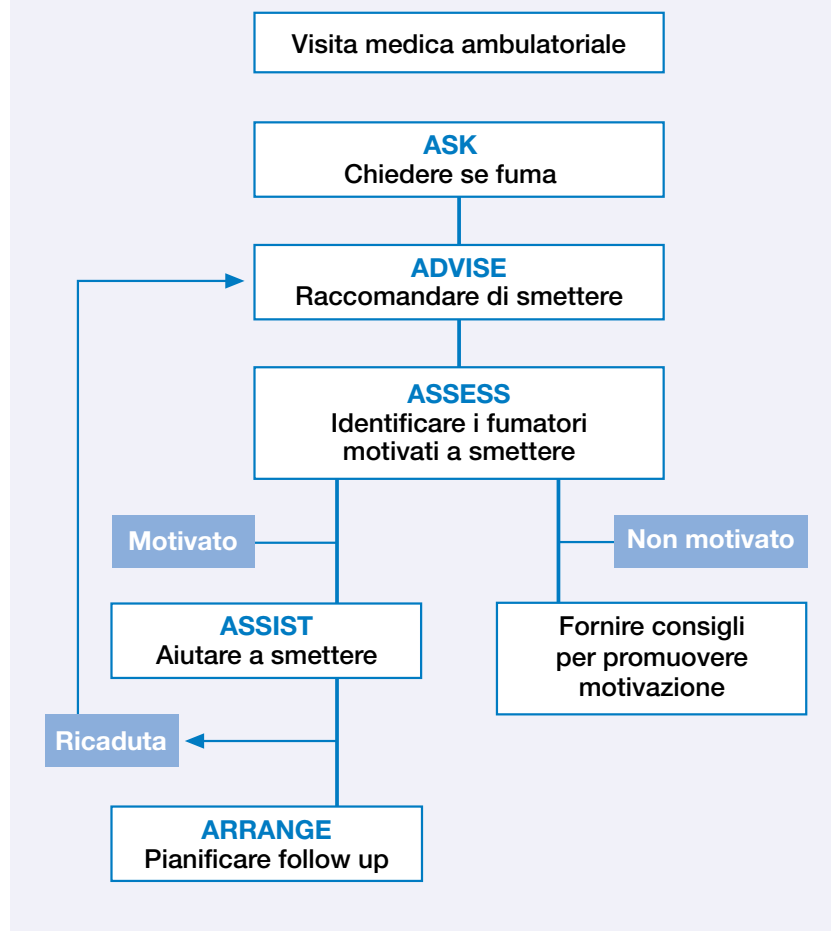 Visita medica ambulatoriale
ASK
Chiedere se fuma
ADVISE
Raccomandare di smettere
ASSESS
Identificare i fumatori
motivati a smettere
Motivato
Non motivato
ASSIST
Aiutare a smettere
Fornire consigli
per promuovere
motivazione
Ricaduta
ARRANGE
Pianificare follow up